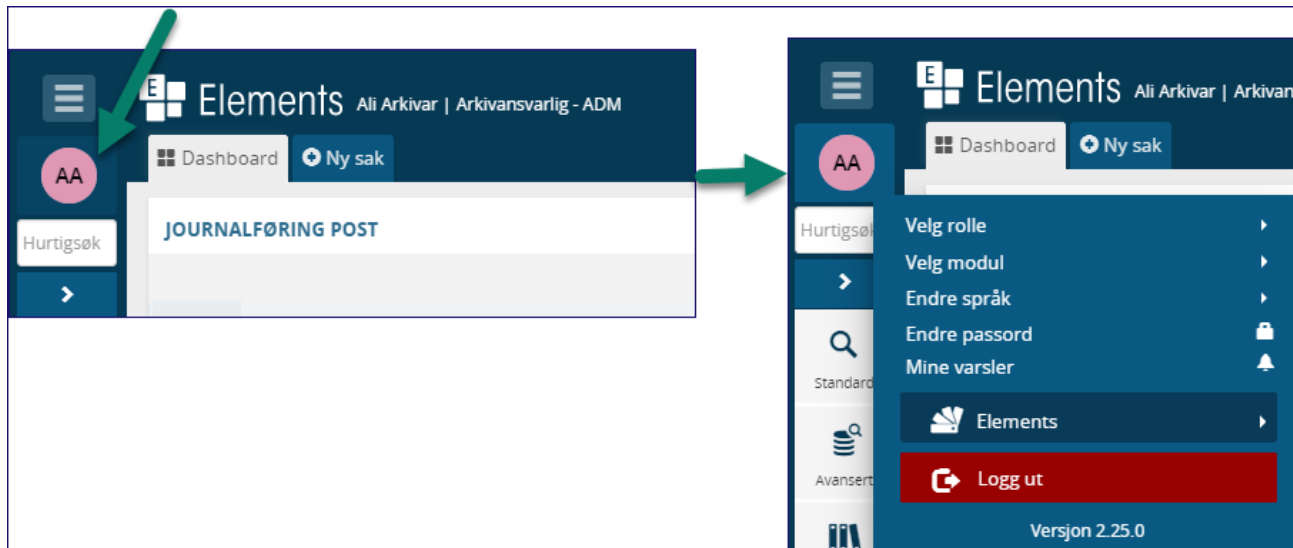 E
Elements Ali Arkivar | Arkivansvarlig - ADM
AA
Dashboard Ny sak
Hurtigsøk
JOURNALFØRING POST
E
Elements Ali Arkivar | Arkivan
AA
Dashboard Ny sak
Hurtigsøk
Velg rolle
Velg modul
Endre språk
Endre passord
Mine varsler
Standard
Elements
Avansert
Logg ut
Versjon 2.25.0